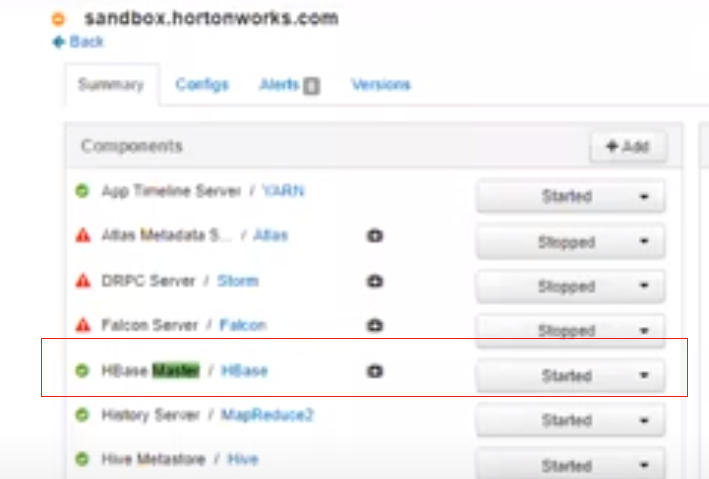 sandbox.hortonworks.com
Back
Summary Configs Alerts 0 Versions
Components + Add
App Timeline Server / YARN Started
Atlas Metadata S... / Atlas Stopped
DRPC Server / Storm Stopped
Falcon Server / Falcon Stopped
HBase Master / HBase Started
History Server / MapReduce2 Started
Hive Metastore / Hive Started